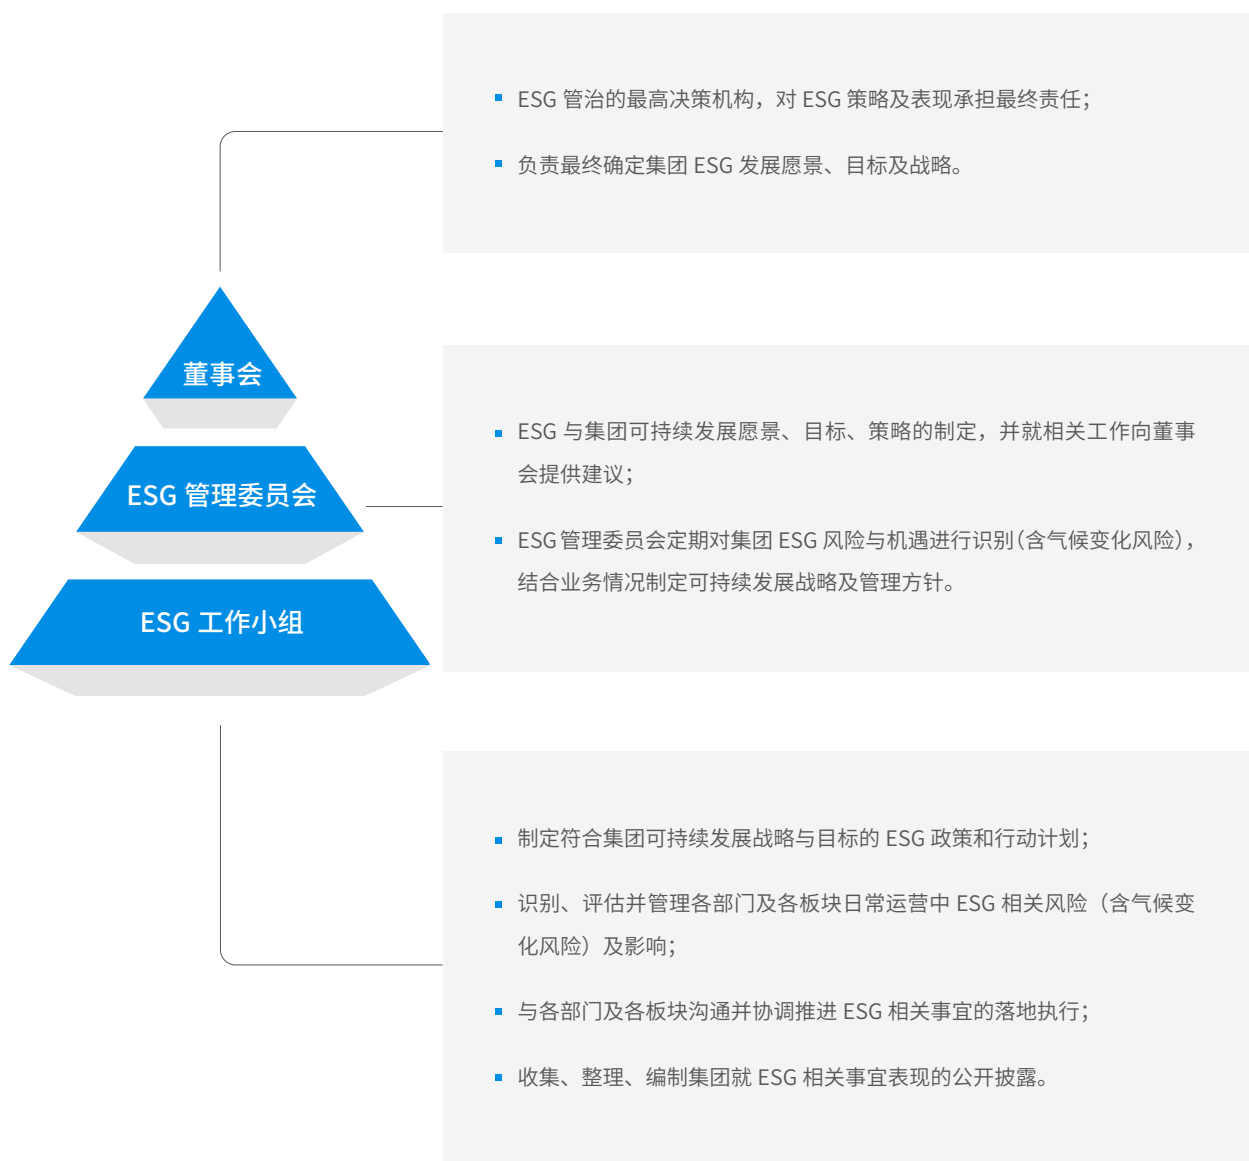 ESG 管治的最高决策机构，对 ESG 策略及表现承担最终责任；
负责最终确定集团 ESG 发展愿景、目标及战略。
董事会
ESG 管理委员会
ESG 工作小组
ESG 与集团可持续发展愿景、目标、策略的制定，并就相关工作向董事
会提供建议；
ESG 管理委员会定期对集团 ESG 风险与机遇进行识别（含气候变化风险），
结合业务情况制定可持续发展战略及管理方针。
制定符合集团可持续发展战略与目标的 ESG 政策和行动计划；
识别、评估并管理各部门及各板块日常运营中 ESG 相关风险（含气候变
化风险）及影响；
与各部门及各板块沟通并协调推进 ESG 相关事宜的落地执行；
收集、整理、编制集团就 ESG 相关事宜表现的公开披露。